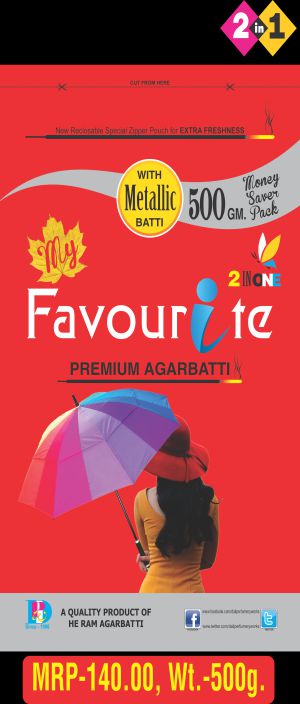 2 in 1
CUT FROM HERE
New Reclosable Special Zipper Pouch for EXTRA FRESHNESS
WITH
Metallic
BATTI
500 GM.
Money
Saver
Pack
My
2 IN ONE
Favourite
PREMIUM AGARBATTI
A QUALITY PRODUCT OF
HE RAM AGARBATTI
MRP-140.00, Wt.-500g.